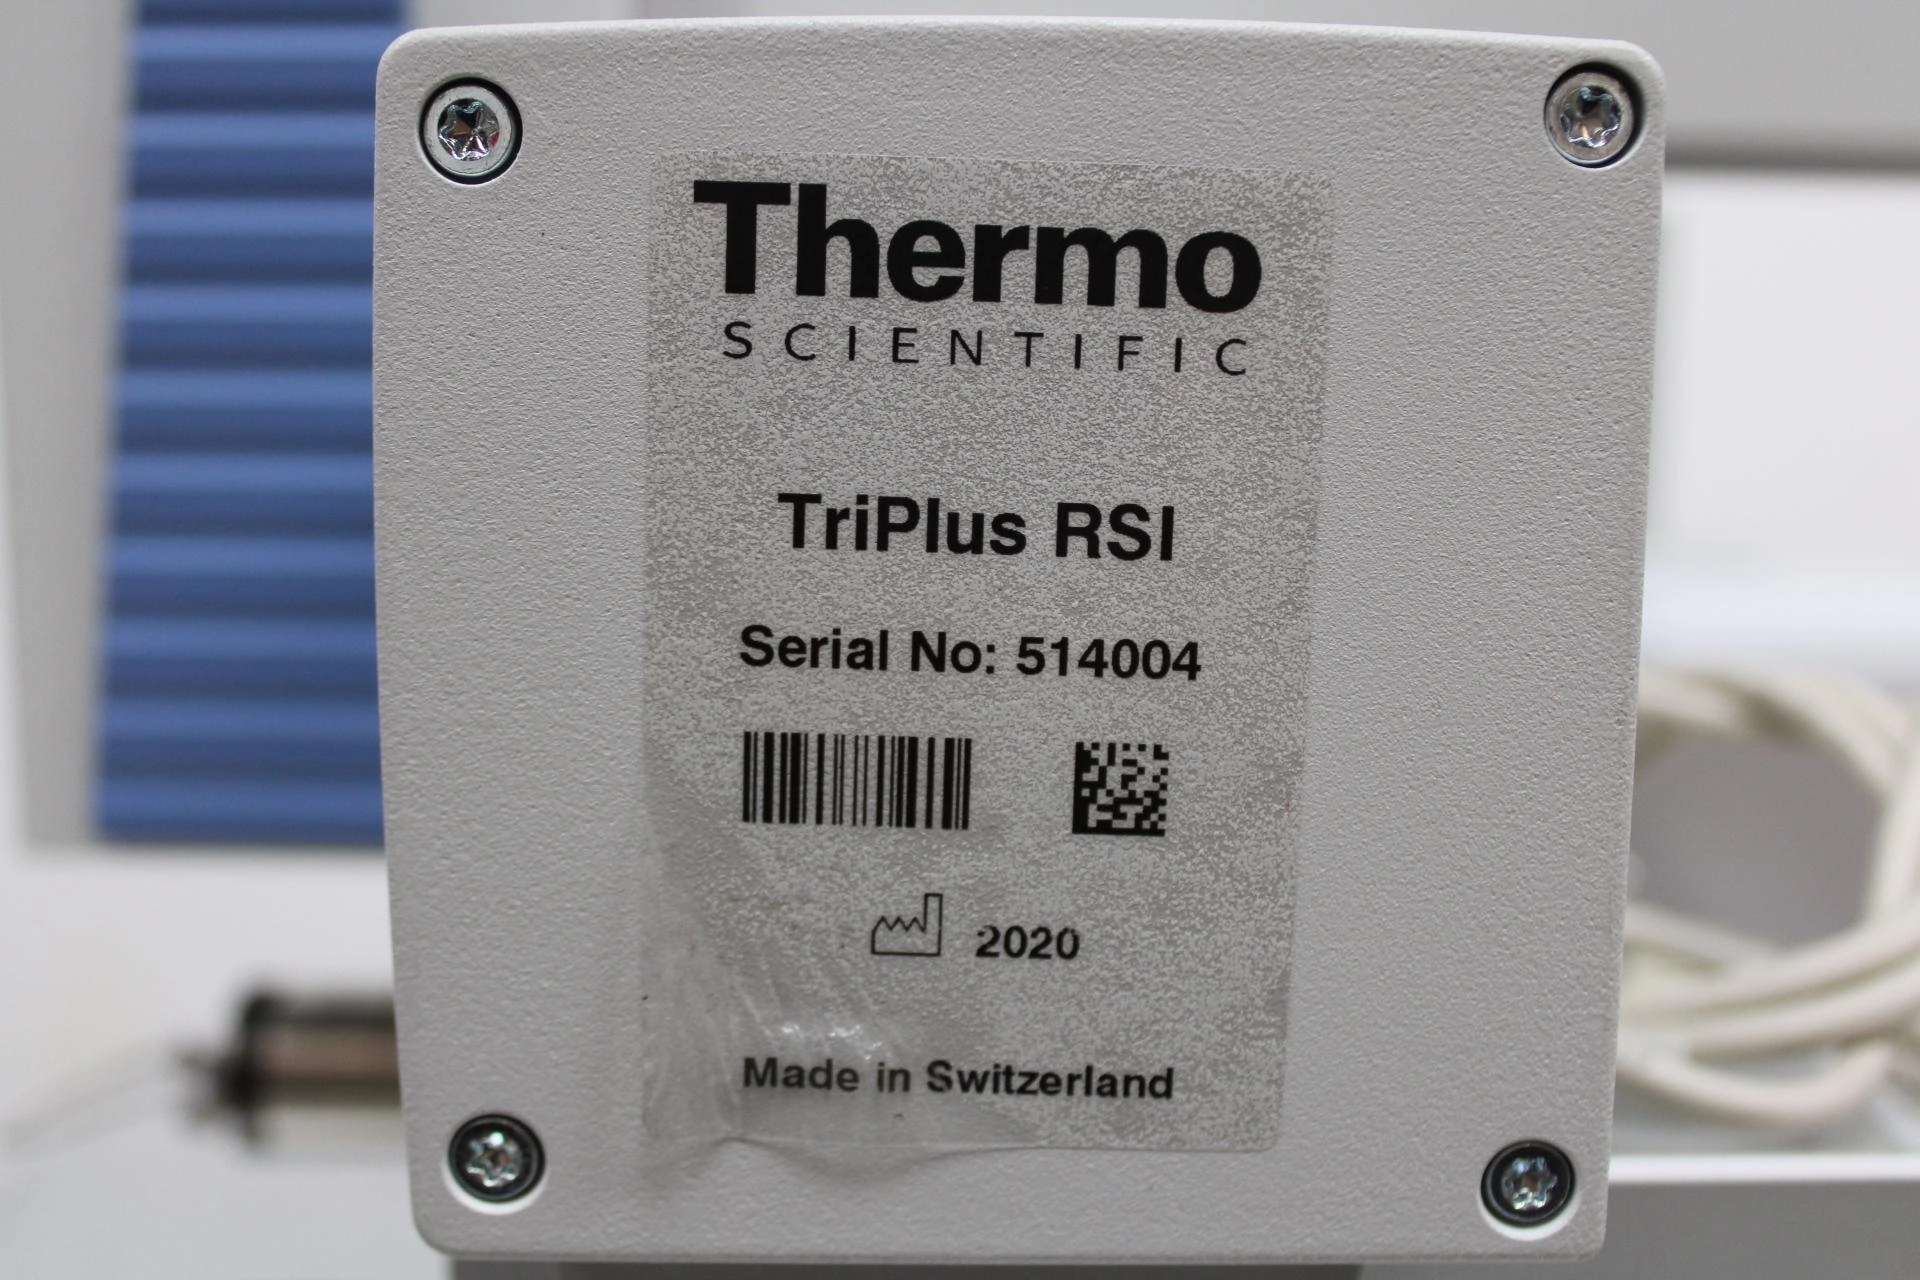 Thermo
SCIENTIFIC
TriPlus RSI
Serial No: 514004
2020
Made in Switzerland